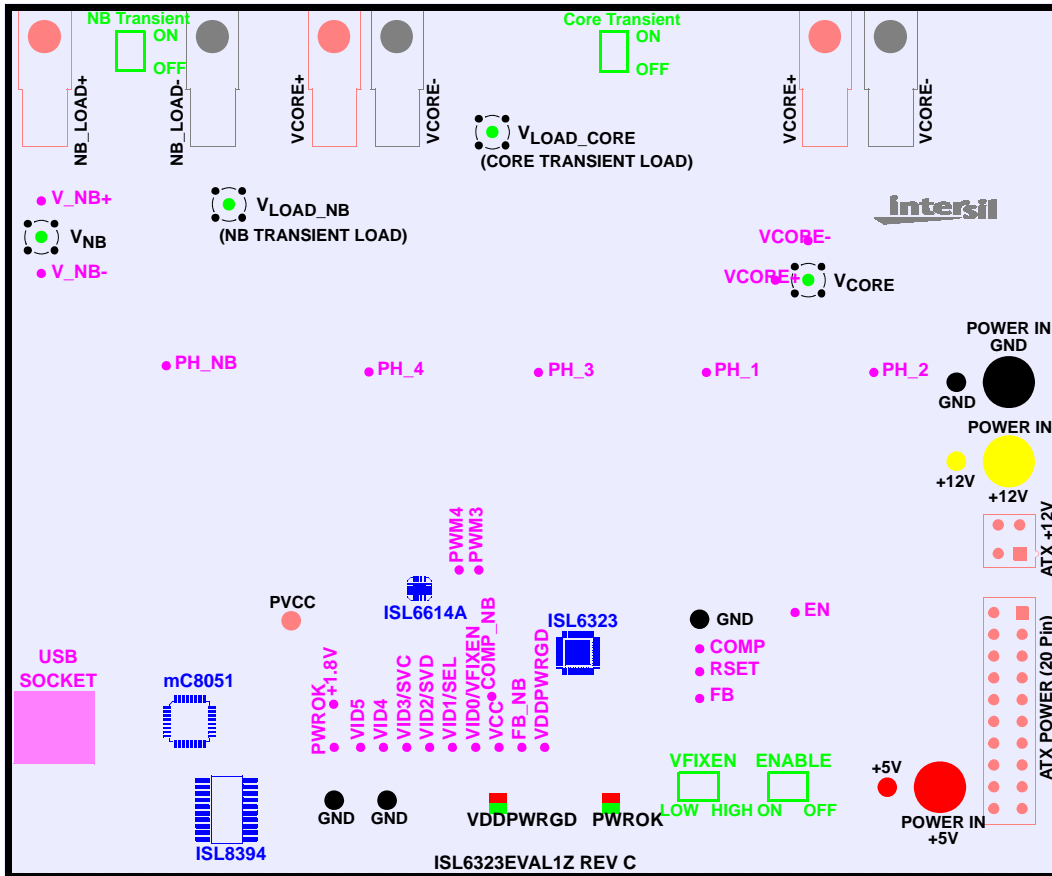 NB Transient
ON
OFF
Core Transient
ON
OFF
NB_LOAD+
NB_LOAD-
VCORE+
VCORE-
VCORE+
VCORE-
VLOAD_CORE
(CORE TRANSIENT LOAD)
V_NB+
VLOAD_NB
(NB TRANSIENT LOAD)
intersil
VNB
V_NB-
VCORE-
VCORE+
VCORE
POWER IN
GND
PH_NB
PH_4
PH_3
PH_1
PH_2
GND
POWER IN
+12V
+12V
ATX +12V
PWM4
PWM3
PVCC
ISL6614A
ISL6323
GND
EN
COMP
RSET
FB
USB
SOCKET
mC8051
PWROK
+1.8V
VID5
VID4
VID3/SVC
VID2/SVD
VID1/SEL
VID0/VFIXEN
VCC
COMP_NB
FB_NB
VDDPWRGD
ATX POWER (20 Pin)
VFIXEN
LOW
HIGH
ENABLE
ON
OFF
+5V
POWER IN
+5V
GND
GND
VDDPWRGD
PWROK
ISL8394
ISL6323EVAL1Z REV C